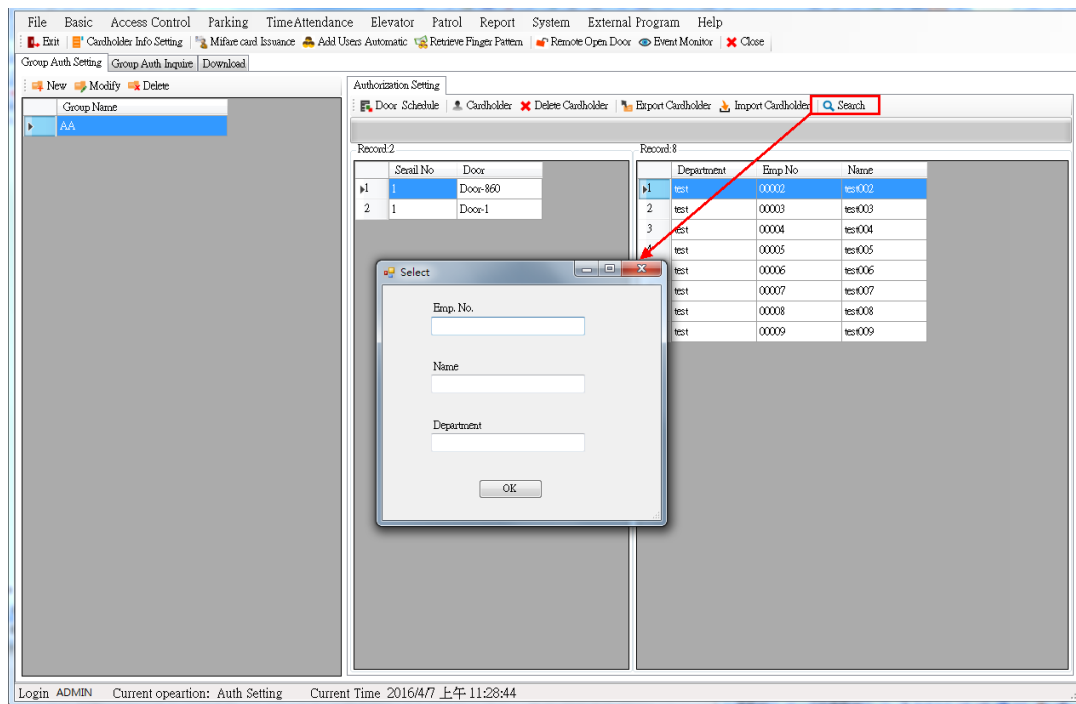 File Basic Access Control Parking TimeAttendance Elevator Patrol Report System External Program Help
Exit Cardholder Info Setting Mifare card Issuance Add Users Automatic Retrieve Finger Pattern Remote Open Door Event Monitor Close
Group Auth Setting Group Auth Inquire Download
New Modify Delete
Group Name
AA
Authorization Setting
Door Schedule Cardholder Delete Cardholder Export Cardholder Import Cardholder Search
Record:2
Serail No Door
1 1 Door-860
2 1 Door-1
Record:8
Department Emp No Name
1 test 00002 test002
2 test 00003 test003
3 test 00004 test004
4 test 00005 test005
test 00006 test006
test 00007 test007
test 00008 test008
test 00009 test009
Select
Emp. No.
Name
Department
OK
Login ADMIN Current opeartion: Auth Setting Current Time 2016/4/7 上午 11:28:44